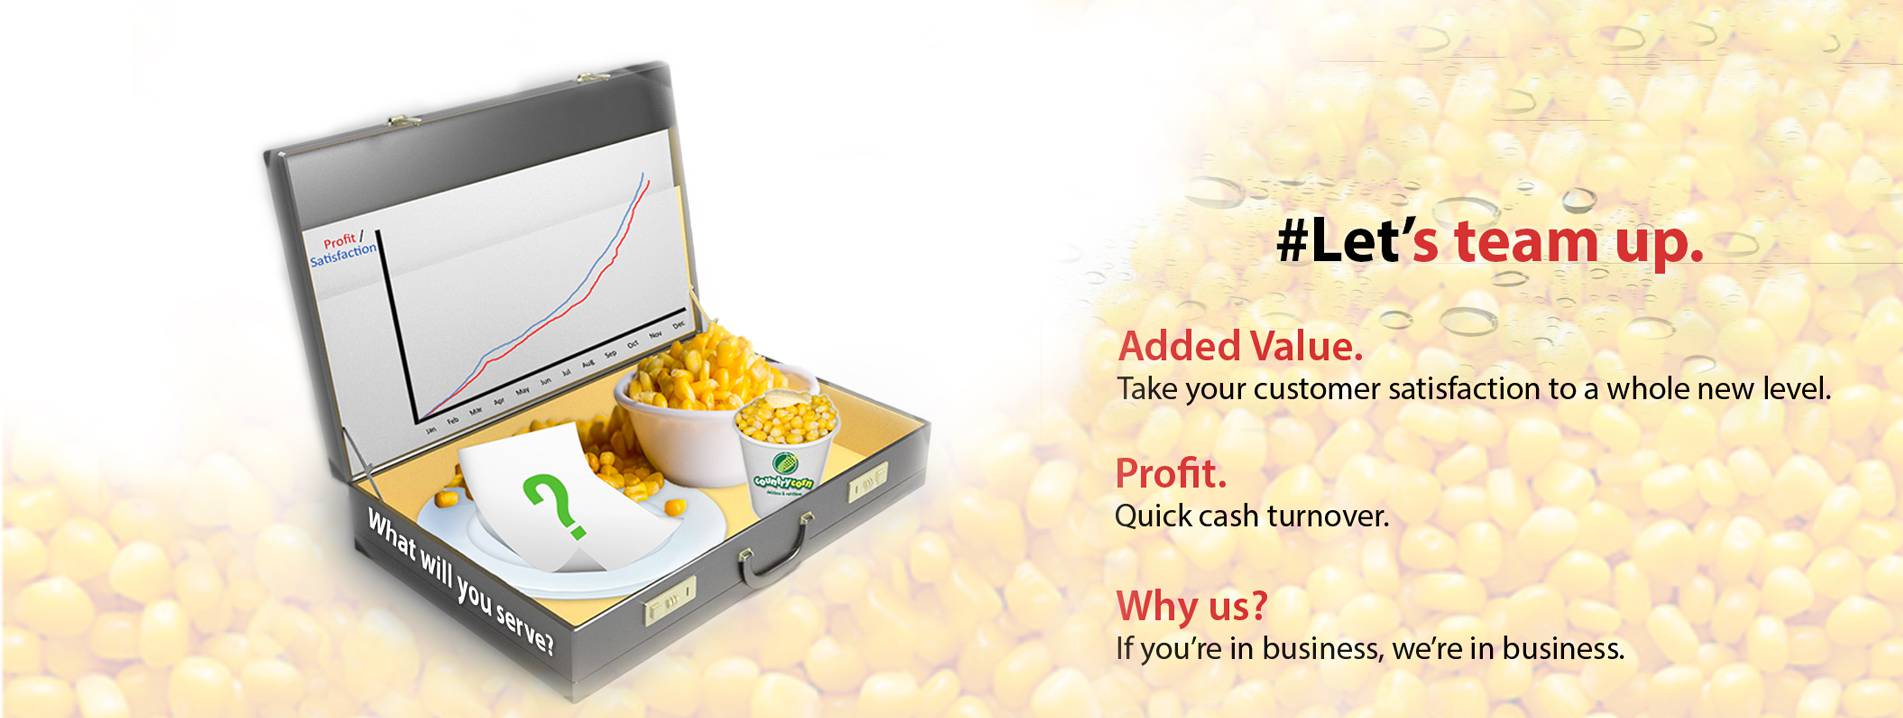 Profit /
Satisfaction
Jan Feb Mar Apr May Jun Jul Aug Sep Oct Nov Dec
?
countrycorn
What will you serve?
#Let's team up.
Added Value.
Take your customer satisfaction to a whole new level.
Profit.
Quick cash turnover.
Why us?
If you're in business, we're in business.